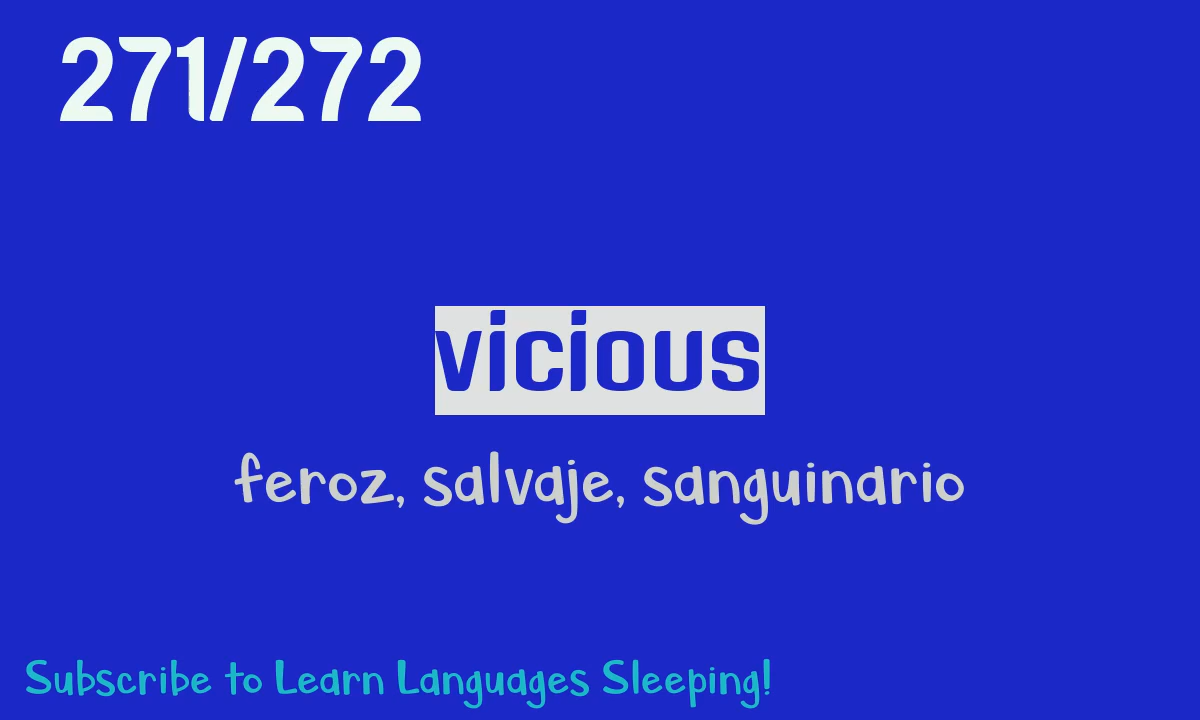 271/272
vicious
feroz, salvaje, sanguinario
Subscribe to Learn Languages Sleeping!